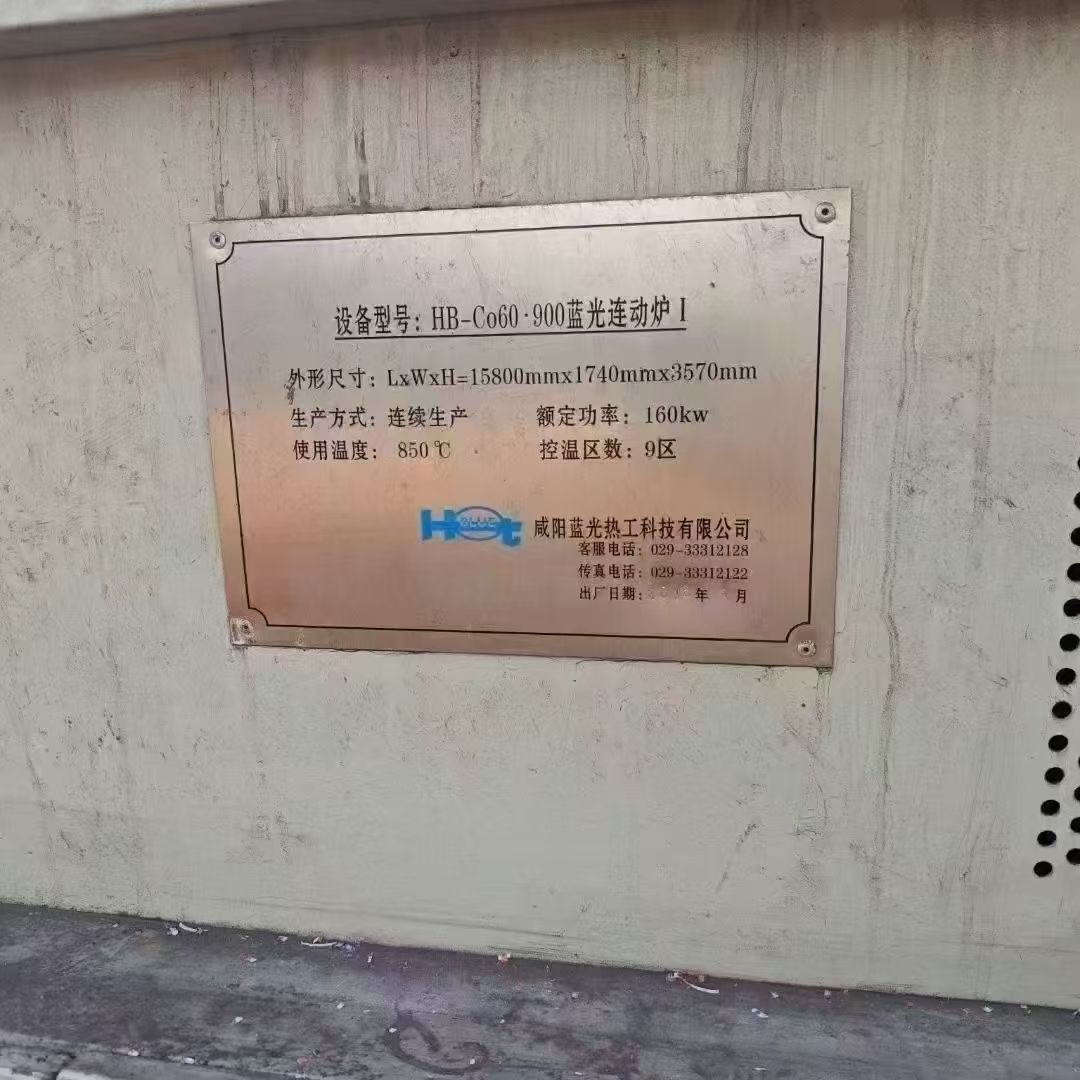 设备型号: HB-Co60·900蓝光连动炉Ⅰ
外形尺寸: LxWxH=15800mmx1740mmx3570mm
生产方式: 连续生产 额定功率: 160kw
使用温度: 850℃ 控温区数: 9区
HOt BLUE 咸阳蓝光热工科技有限公司
客服电话: 029-33312128
传真电话: 029-33312122
出厂日期: 年 月